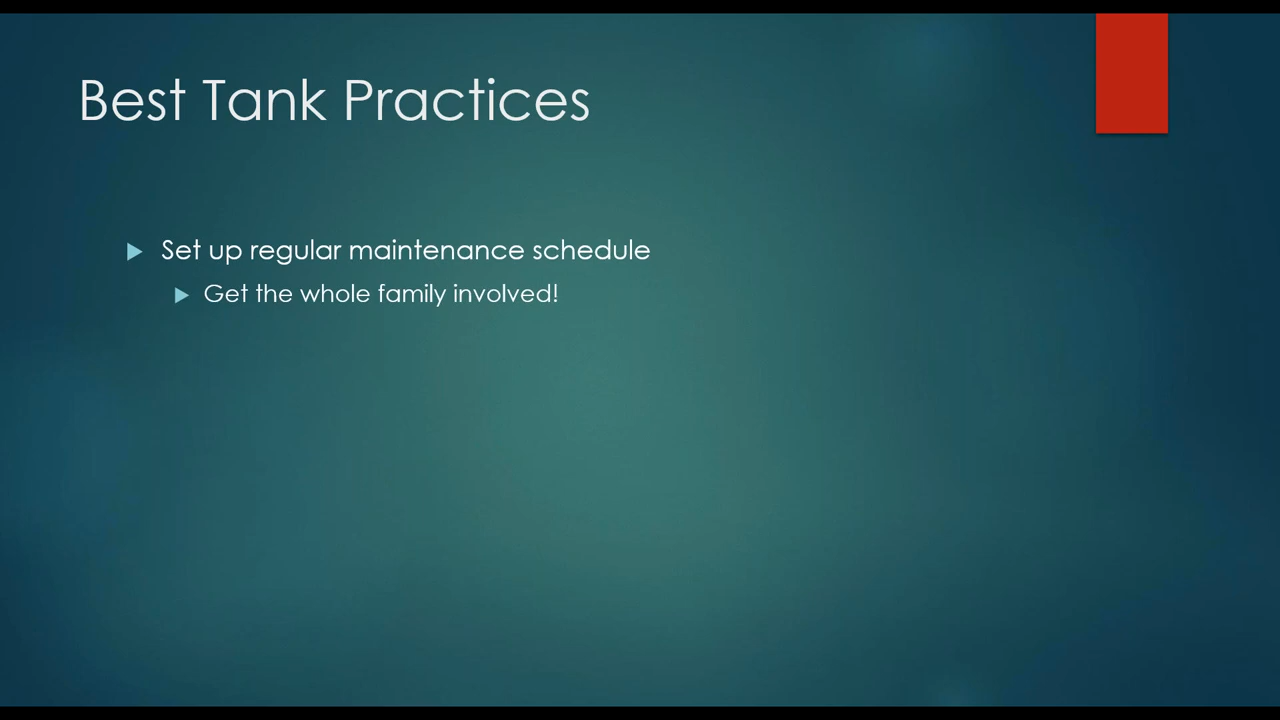 Best Tank Practices
Set up regular maintenance schedule
Get the whole family involved!